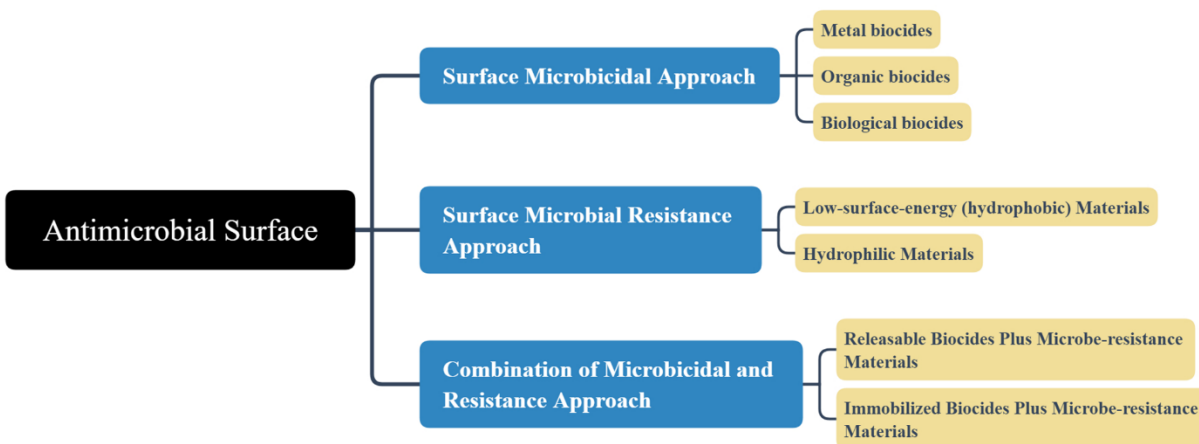 Antimicrobial Surface
Surface Microbicidal Approach
Metal biocides
Organic biocides
Biological biocides
Surface Microbial Resistance
Approach
Low-surface-energy (hydrophobic) Materials
Hydrophilic Materials
Combination of Microbicidal and
Resistance Approach
Releasable Biocides Plus Microbe-resistance
Materials
Immobilized Biocides Plus Microbe-resistance
Materials